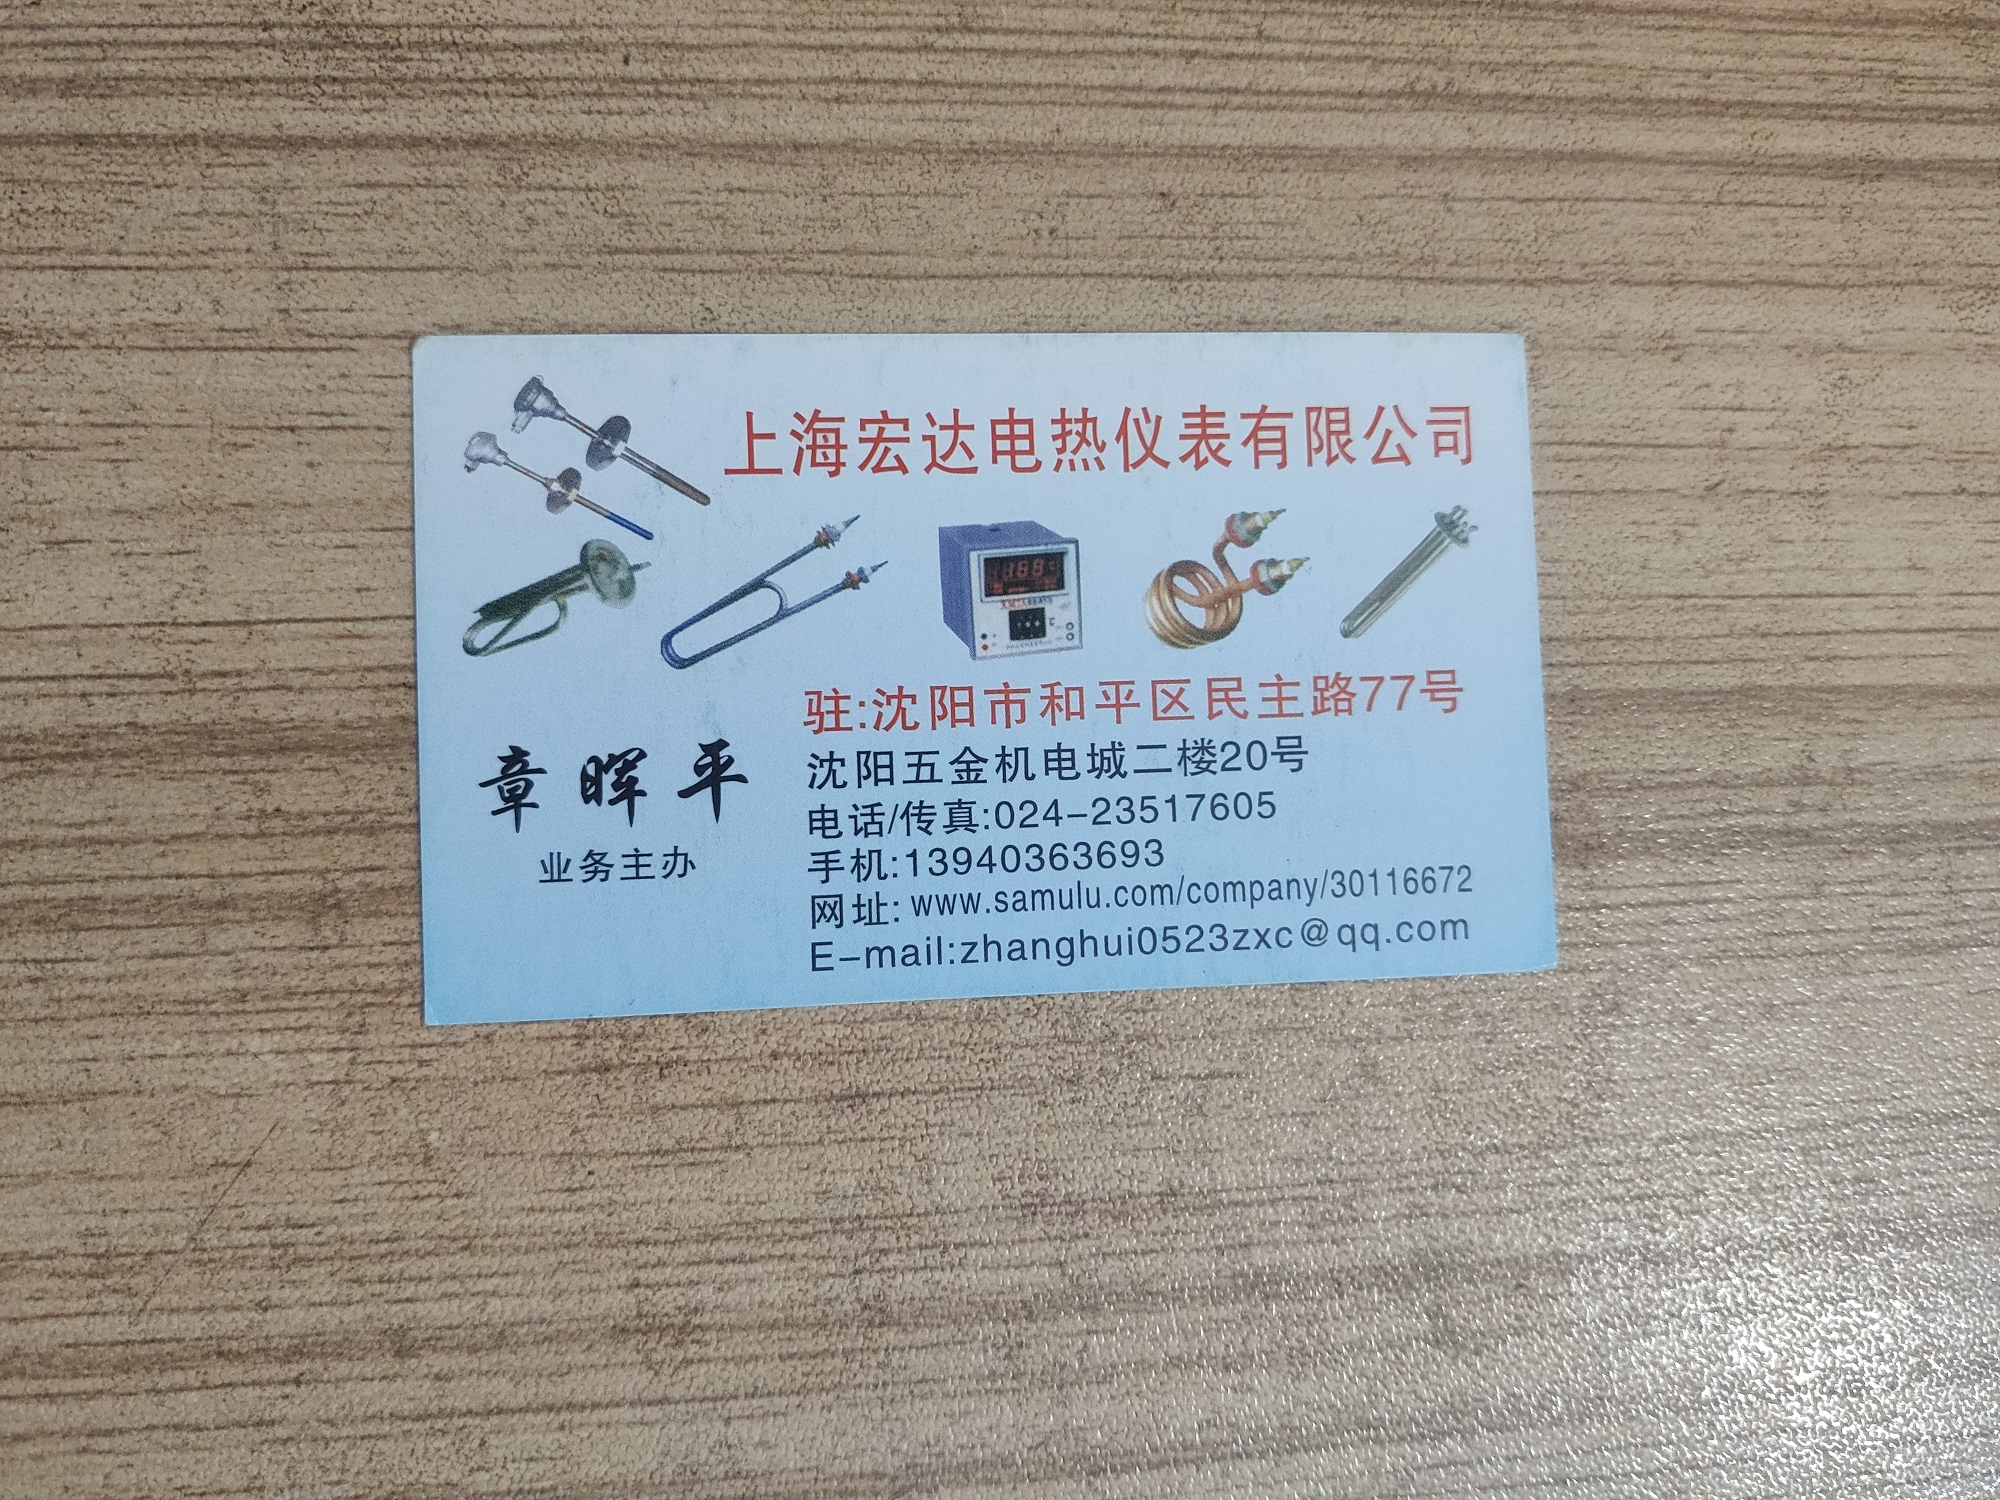 上海宏达电热仪表有限公司
驻:沈阳市和平区民主路77号
沈阳五金机电城二楼20号
章晖平
业务主办
电话/传真:024-23517605
手机:13940363693
网址: www.samulu.com/company/30116672
E-mail:zhanghui0523zxc@qq.com